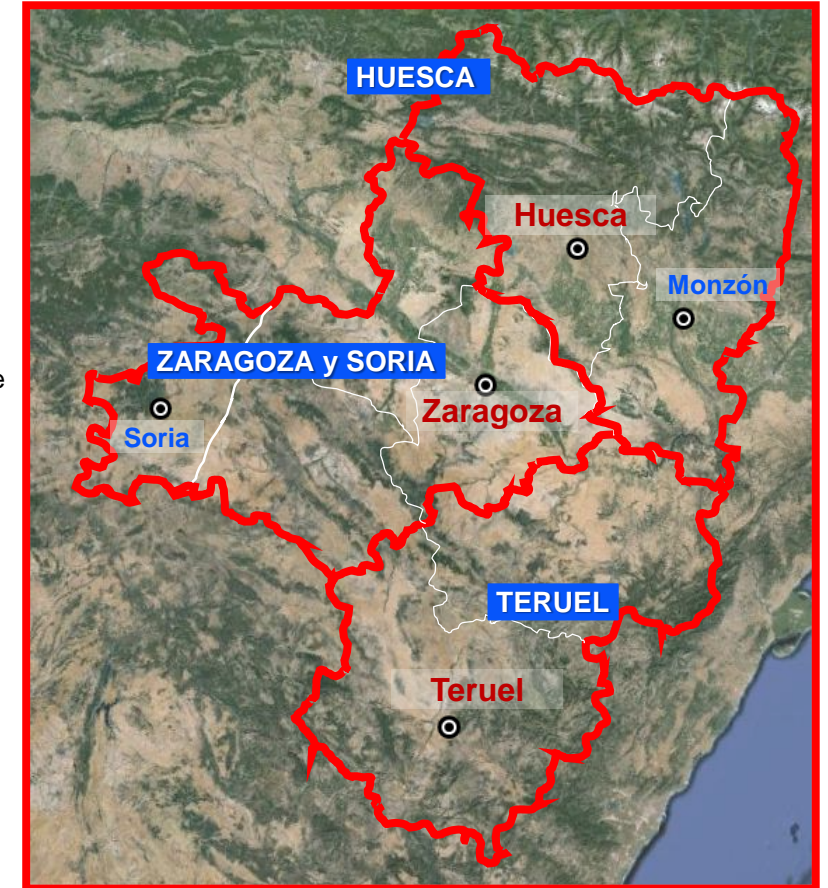 HUESCA
Huesca
Monzón
ZARAGOZA y SORIA
e
Zaragoza
Soria
TERUEL
Teruel